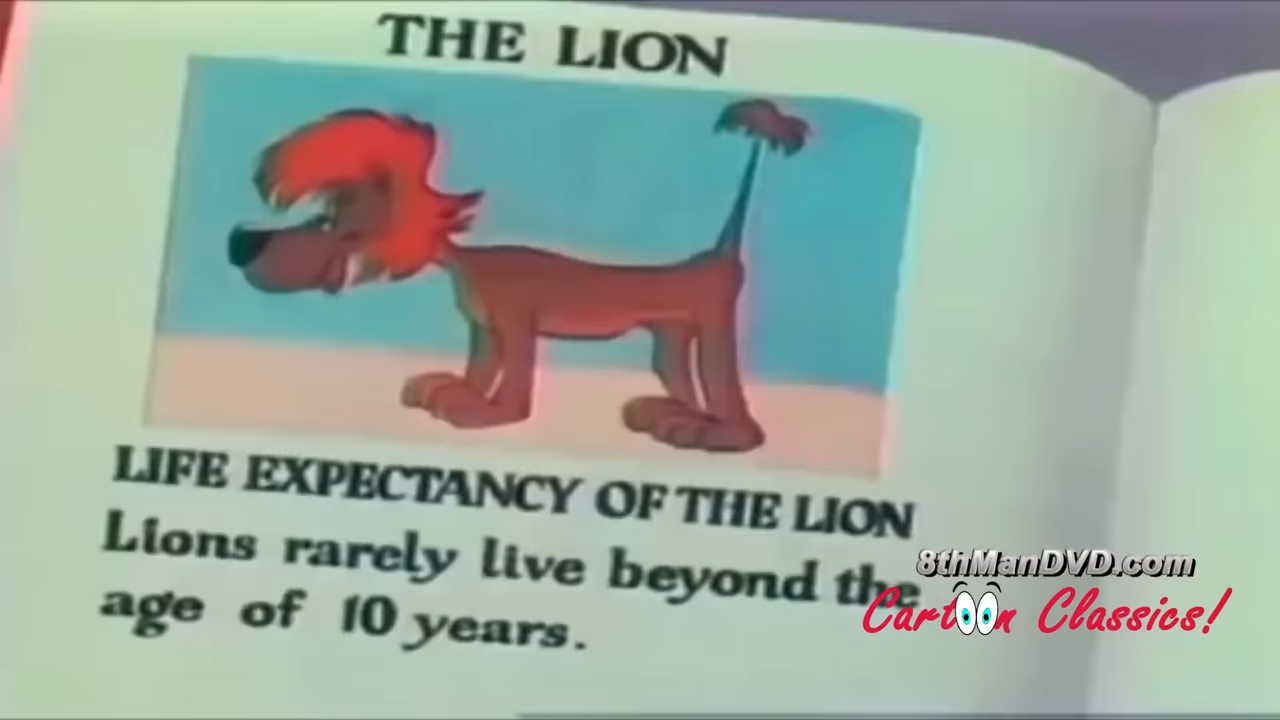 THE LION
LIFE EXPECTANCY OF THE LION
Lions rarely live beyond the
age of 10 years.
8thManDVD.com
Cartoon Classics!